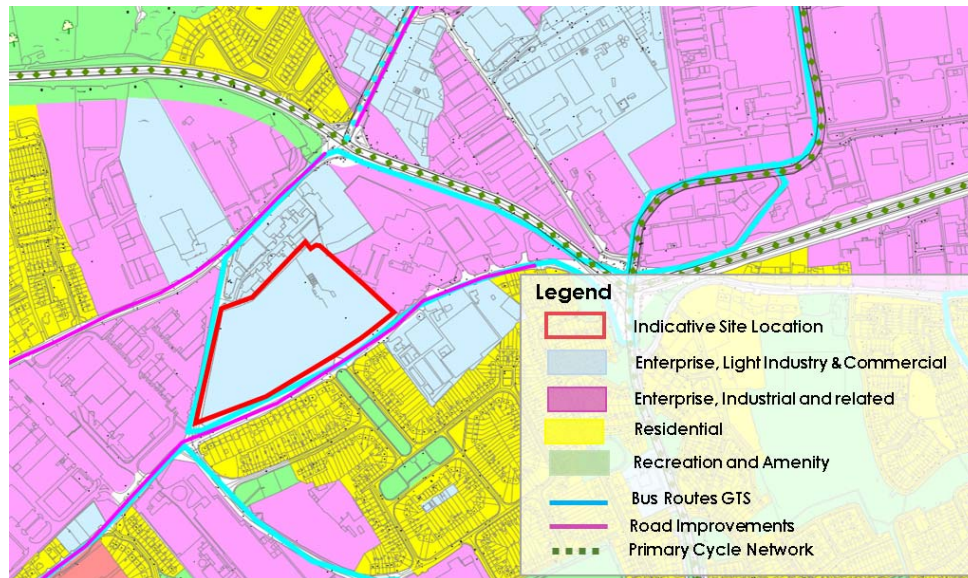 Legend
Indicative Site Location
Enterprise, Light Industry & Commercial
Enterprise, Industrial and related
Residential
Recreation and Amenity
Bus Routes GTS
Road Improvements
Primary Cycle Network